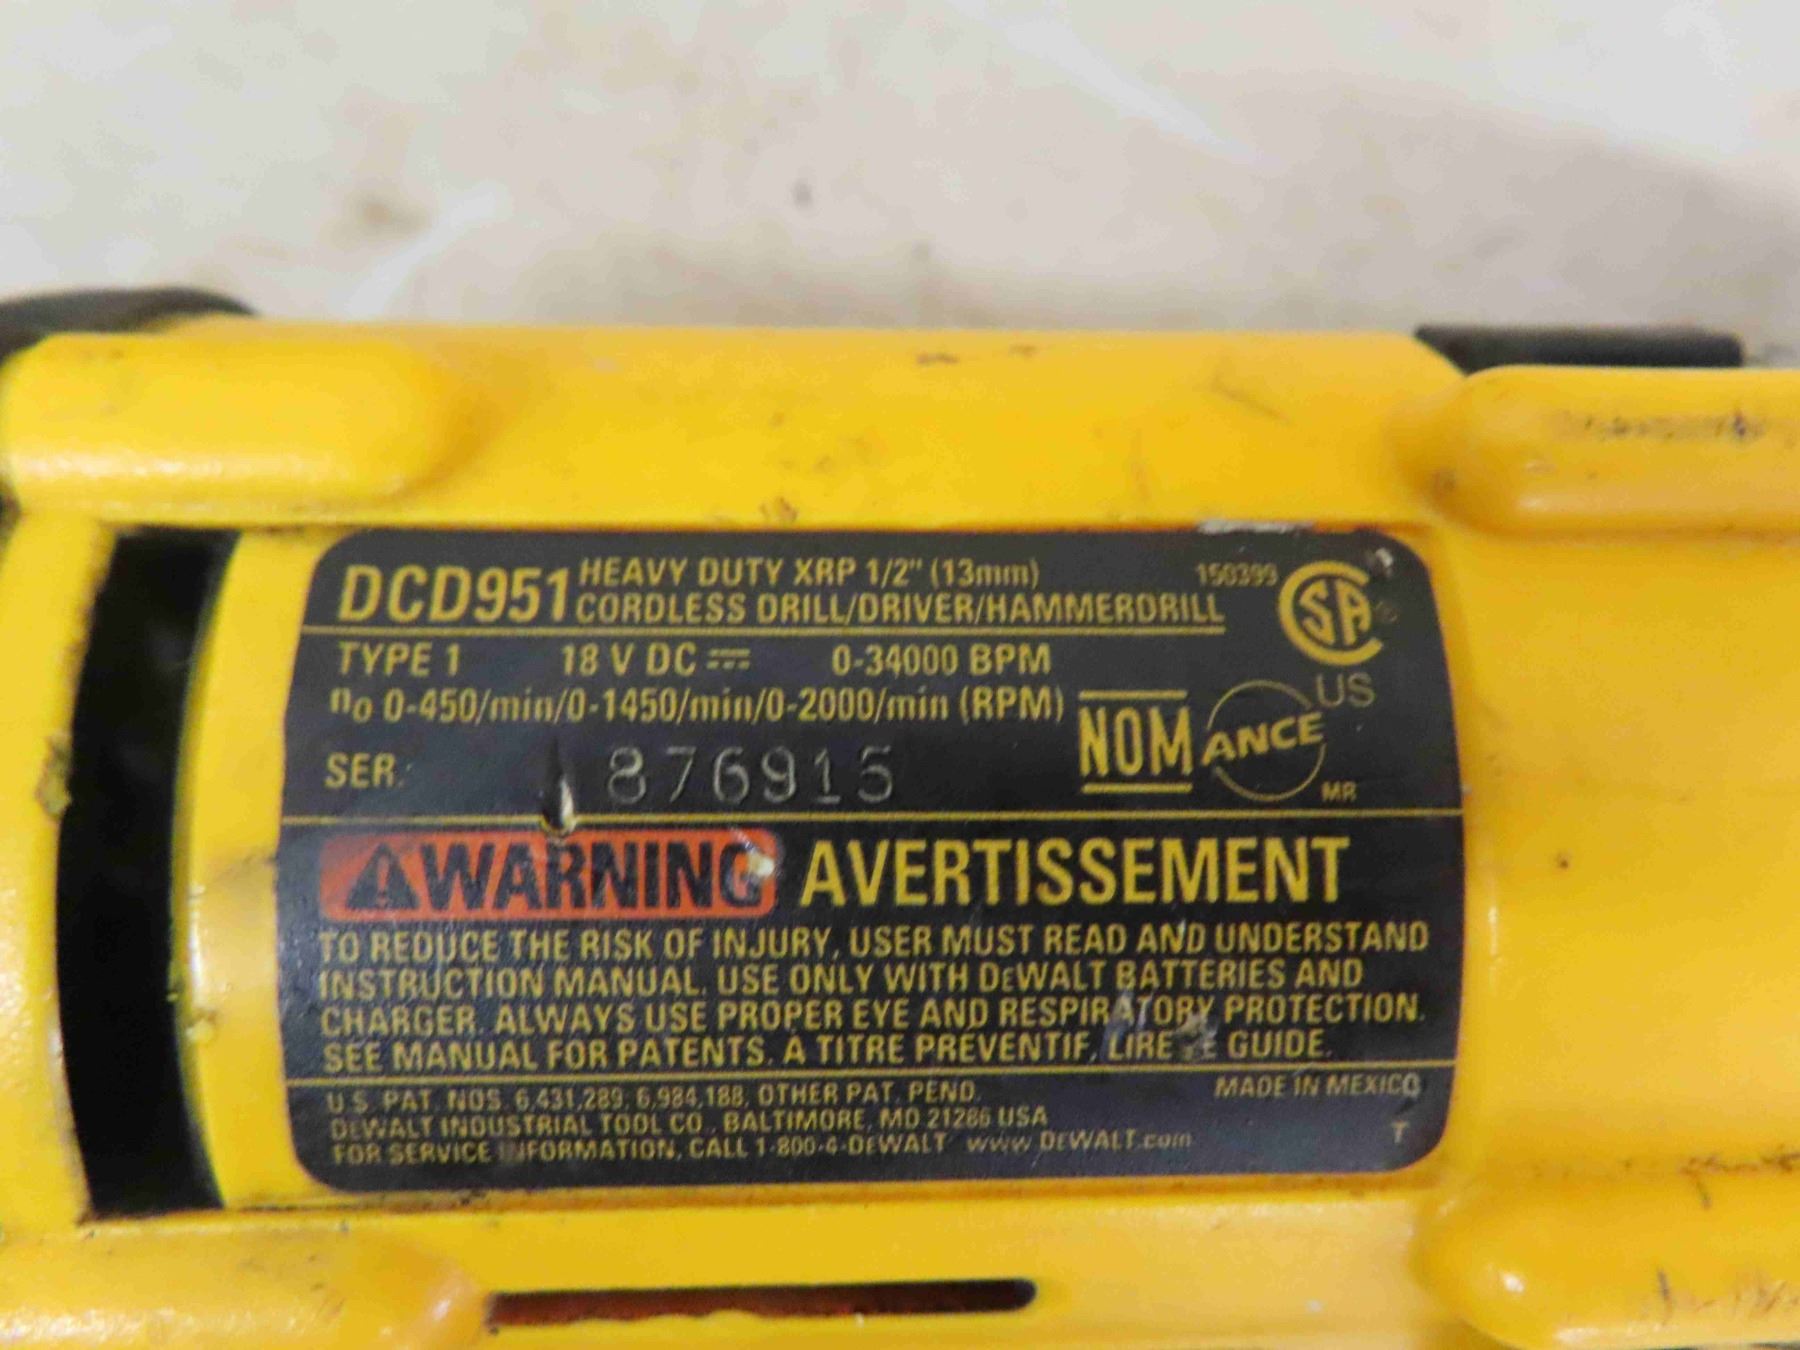 DCD951 HEAVY DUTY XRP 1/2" (13mm)
CORDLESS DRILL/DRIVER/HAMMERDRILL
150399
CSA
US
TYPE 1 18 V DC ⎓ 0-34000 BPM
no 0-450/min/0-1450/min/0-2000/min (RPM)
NOM ANCE
MR
SER. 876915
WARNING AVERTISSEMENT
TO REDUCE THE RISK OF INJURY, USER MUST READ AND UNDERSTAND
INSTRUCTION MANUAL. USE ONLY WITH DEWALT BATTERIES AND
CHARGER. ALWAYS USE PROPER EYE AND RESPIRATORY PROTECTION.
SEE MANUAL FOR PATENTS. A TITRE PREVENTIF, LIRE GUIDE.
U.S. PAT. NOS. 6,431,289, 6,984,188, OTHER PAT. PEND. MADE IN MEXICO
DEWALT INDUSTRIAL TOOL CO., BALTIMORE, MD 21286 USA
FOR SERVICE INFORMATION, CALL 1-800-4-DEWALT www.DEWALT.com
T